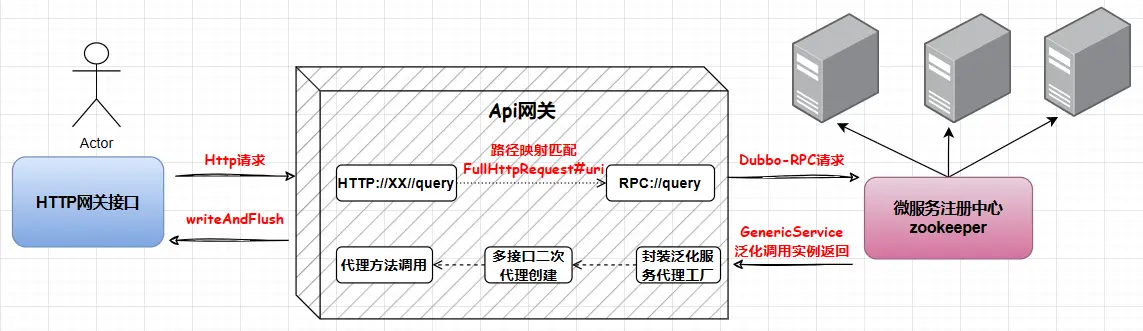 Actor
HTTP网关接口
Http请求
writeAndFlush
Api网关
路径映射匹配
FullHttpRequest#uri
HTTP://XX//query
RPC://query
代理方法调用
多接口二次
代理创建
封装泛化服
务代理工厂
Dubbo-RPC请求
GenericService
泛化调用实例返回
微服务注册中心
zookeeper